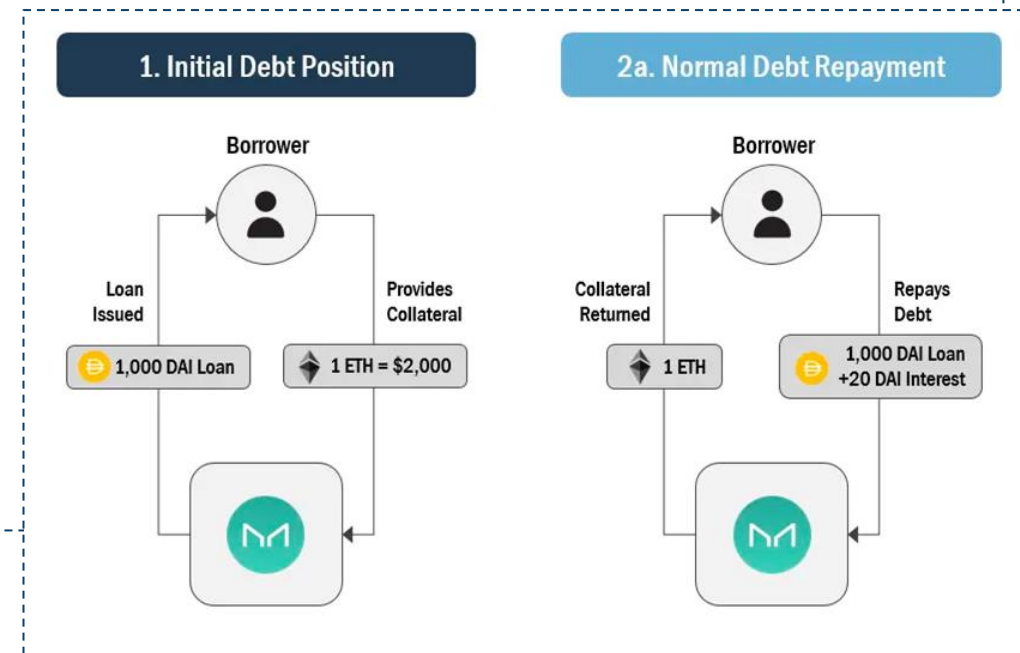 1. Initial Debt Position
Borrower
Loan
Issued
Provides
Collateral
1,000 DAI Loan
1 ETH = $2,000
2a. Normal Debt Repayment
Borrower
Collateral
Returned
Repays
Debt
1 ETH
1,000 DAI Loan
+20 DAI Interest